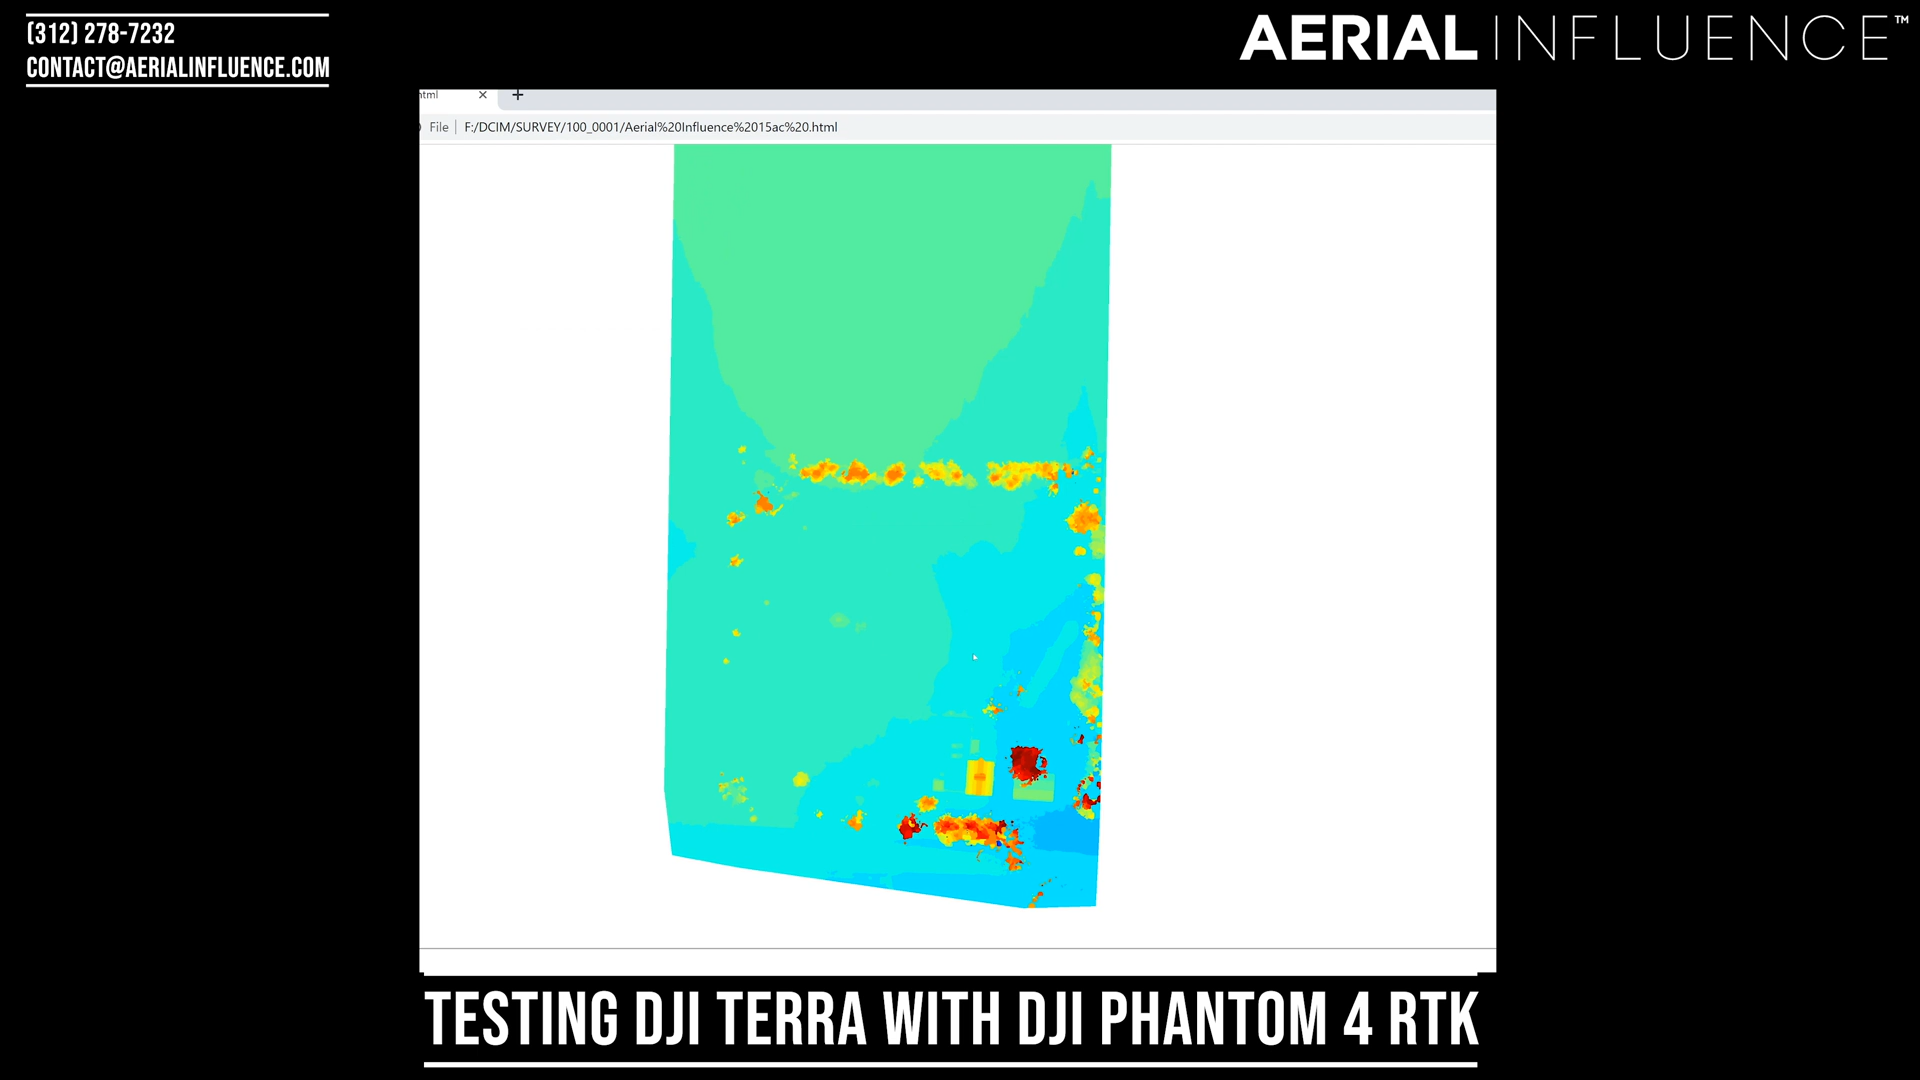 (312) 278-7232
CONTACT@AERIALINFLUENCE.COM
AERIAL INFLUENCE™
html
File F:/DCIM/SURVEY/100_0001/Aerial%20Influence%2015ac%20.html
TESTING DJI TERRA WITH DJI PHANTOM 4 RTK